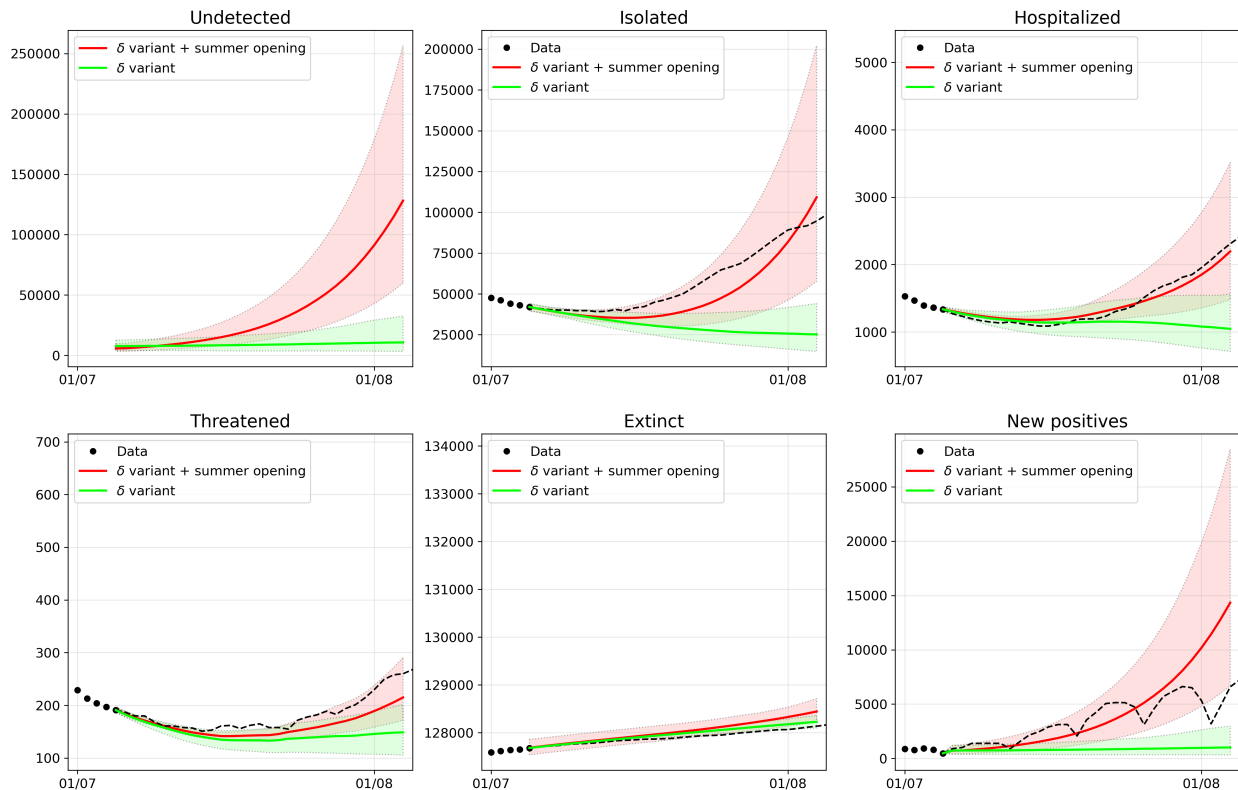 Undetected
δ variant + summer opening
δ variant
250000
200000
150000
100000
50000
0
01/07
01/08
Isolated
Data
δ variant + summer opening
δ variant
200000
175000
150000
125000
100000
75000
50000
25000
01/07
01/08
Hospitalized
Data
δ variant + summer opening
δ variant
5000
4000
3000
2000
1000
01/07
01/08
Threatened
Data
δ variant + summer opening
δ variant
700
600
500
400
300
200
100
01/07
01/08
Extinct
Data
δ variant + summer opening
δ variant
134000
133000
132000
131000
130000
129000
128000
01/07
01/08
New positives
Data
δ variant + summer opening
δ variant
25000
20000
15000
10000
5000
0
01/07
01/08